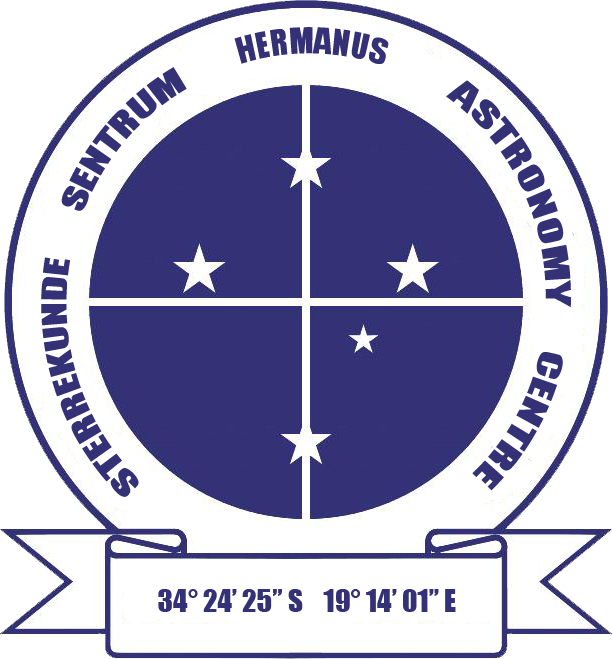 STERREKUNDE SENTRUM HERMANUS ASTRONOMY CENTRE
34° 24’ 25” S 19° 14’ 01” E